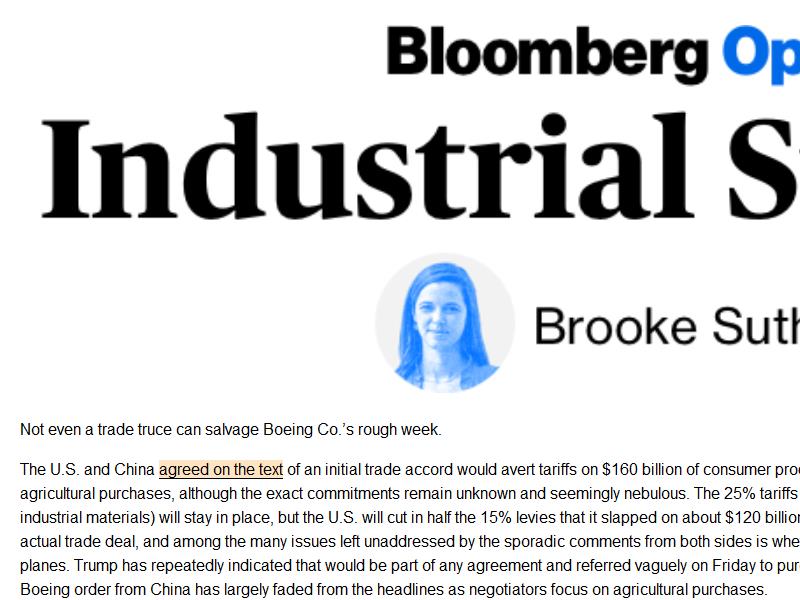 Bloomberg Op
Industrial S
Brooke Suth
Not even a trade truce can salvage Boeing Co.’s rough week.
The U.S. and China agreed on the text of an initial trade accord would avert tariffs on $160 billion of consumer pro
agricultural purchases, although the exact commitments remain unknown and seemingly nebulous. The 25% tariffs
industrial materials) will stay in place, but the U.S. will cut in half the 15% levies that it slapped on about $120 billio
actual trade deal, and among the many issues left unaddressed by the sporadic comments from both sides is whe
planes. Trump has repeatedly indicated that would be part of any agreement and referred vaguely on Friday to pur
Boeing order from China has largely faded from the headlines as negotiators focus on agricultural purchases.